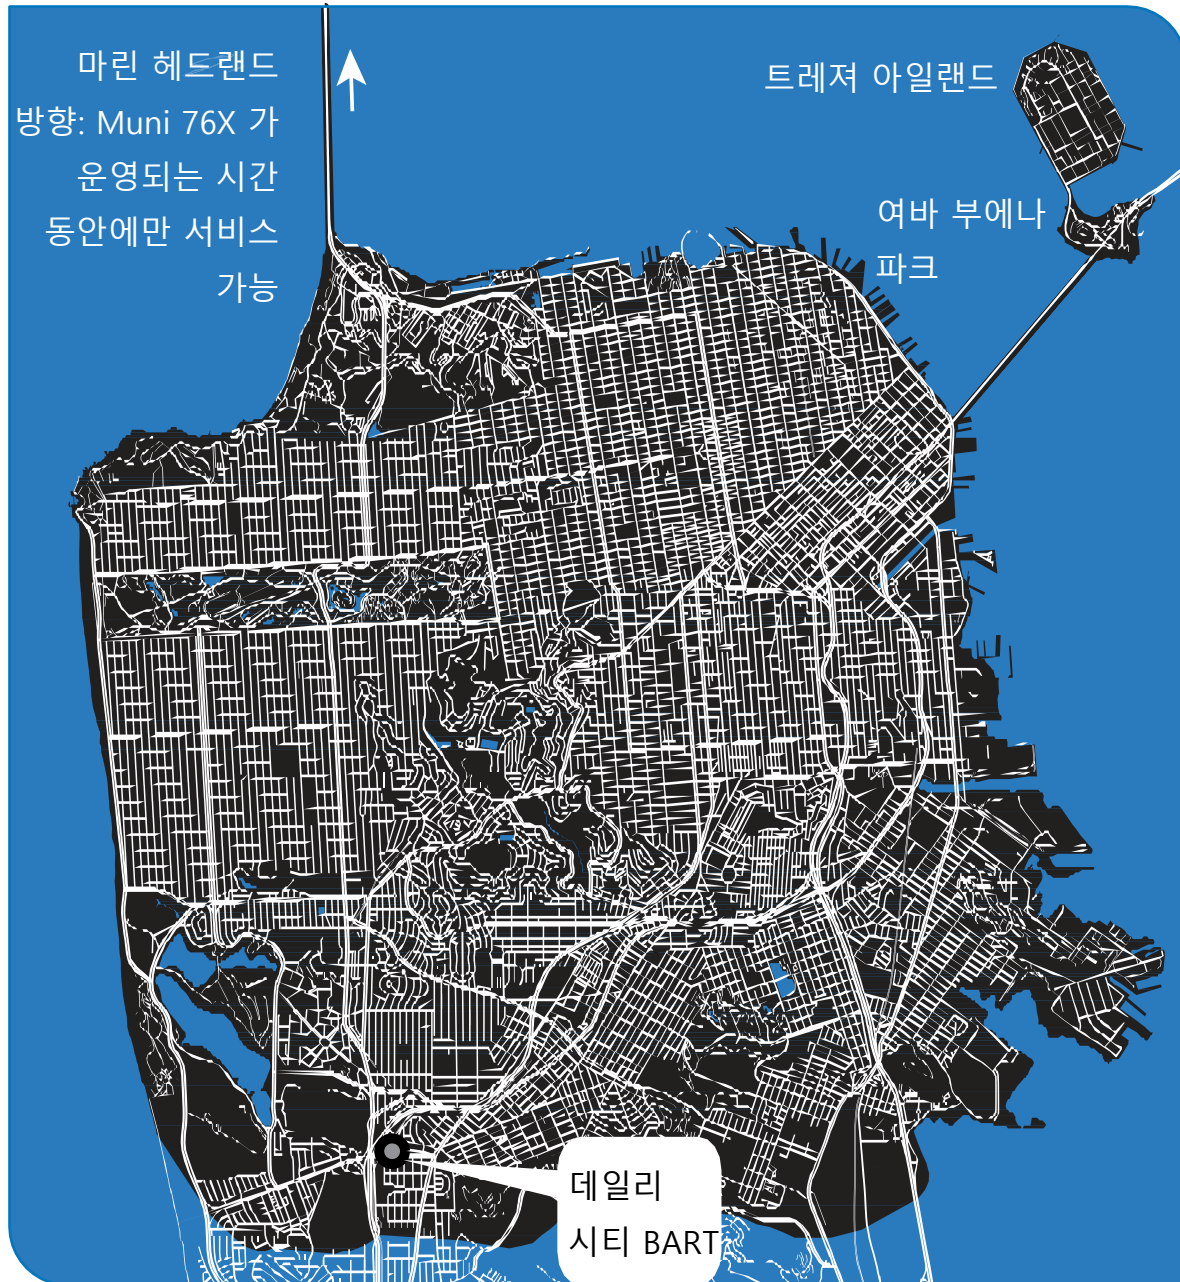 마린 헤드랜드
방향: Muni 76X 가
운영되는 시간
동안에만 서비스
가능
트레져 아일랜드
여바 부에나
파크
데일리
시티 BART